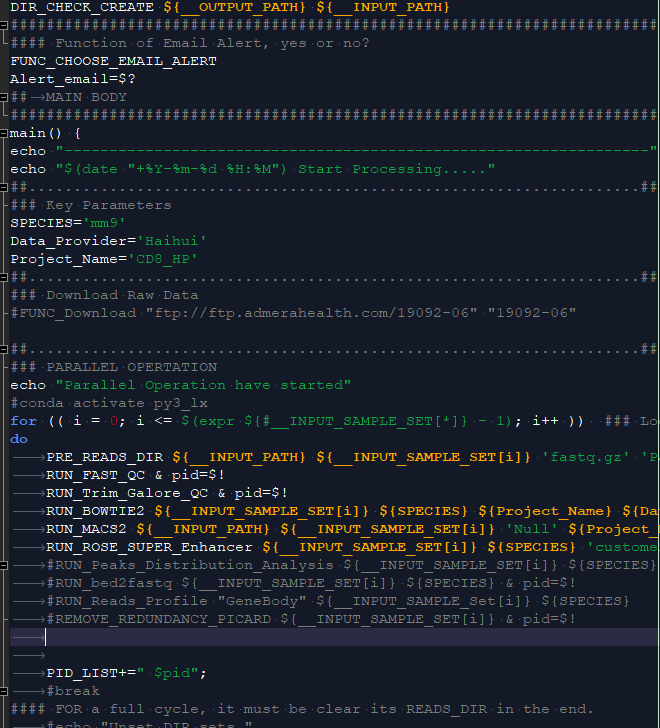 DIR_CHECK_CREATE ${__OUTPUT_PATH} ${__INPUT_PATH}
########################################################################
#### Function of Email Alert, yes or no?
FUNC_CHOOSE_EMAIL_ALERT
Alert_email=$?
## MAIN BODY
########################################################################
main() {
echo "-----------------------------------------------------------------"
echo "$(date "+%Y-%m-%d %H:%M") Start Processing....."
##....................................................................##
### Key Parameters
SPECIES='mm9'
Data_Provider='Haihui'
Project_Name='CD8_HP'
##....................................................................##
### Download Raw Data
#FUNC_Download "ftp://ftp.admerahealth.com/19092-06" "19092-06"
##....................................................................##
### PARALLEL OPERTATION
echo "Parallel Operation have started"
#conda activate py3_lx
for (( i = 0; i <= $(expr ${#__INPUT_SAMPLE_SET[*]} - 1); i++ )) ### Lo
do
PRE_READS_DIR ${__INPUT_PATH} ${__INPUT_SAMPLE_SET[i]} 'fastq.gz' 'P
RUN_FAST_QC & pid=$!
RUN_Trim_Galore_QC & pid=$!
RUN_BOWTIE2 ${__INPUT_SAMPLE_SET[i]} ${SPECIES} ${Project_Name} ${Da
RUN_MACS2 ${__INPUT_PATH} ${__INPUT_SAMPLE_SET[i]} 'Null' ${Project_
RUN_ROSE_SUPER_Enhancer ${__INPUT_SAMPLE_SET[i]} ${SPECIES} 'custome
#RUN_Peaks_Distribution_Analysis ${__INPUT_SAMPLE_SET[i]} ${SPECIES}
#RUN_bed2fastq ${__INPUT_SAMPLE_SET[i]} ${SPECIES} & pid=$!
#RUN_Reads_Profile "GeneBody" ${__INPUT_SAMPLE_Set[i]} ${SPECIES}
#REMOVE_REDUNDANCY_PICARD ${__INPUT_SAMPLE_SET[i]} & pid=$!
PID_LIST+=" $pid";
#break
#### FOR a full cycle, it must be clear its READS_DIR in the end.
#echo "Unset DIR sets."